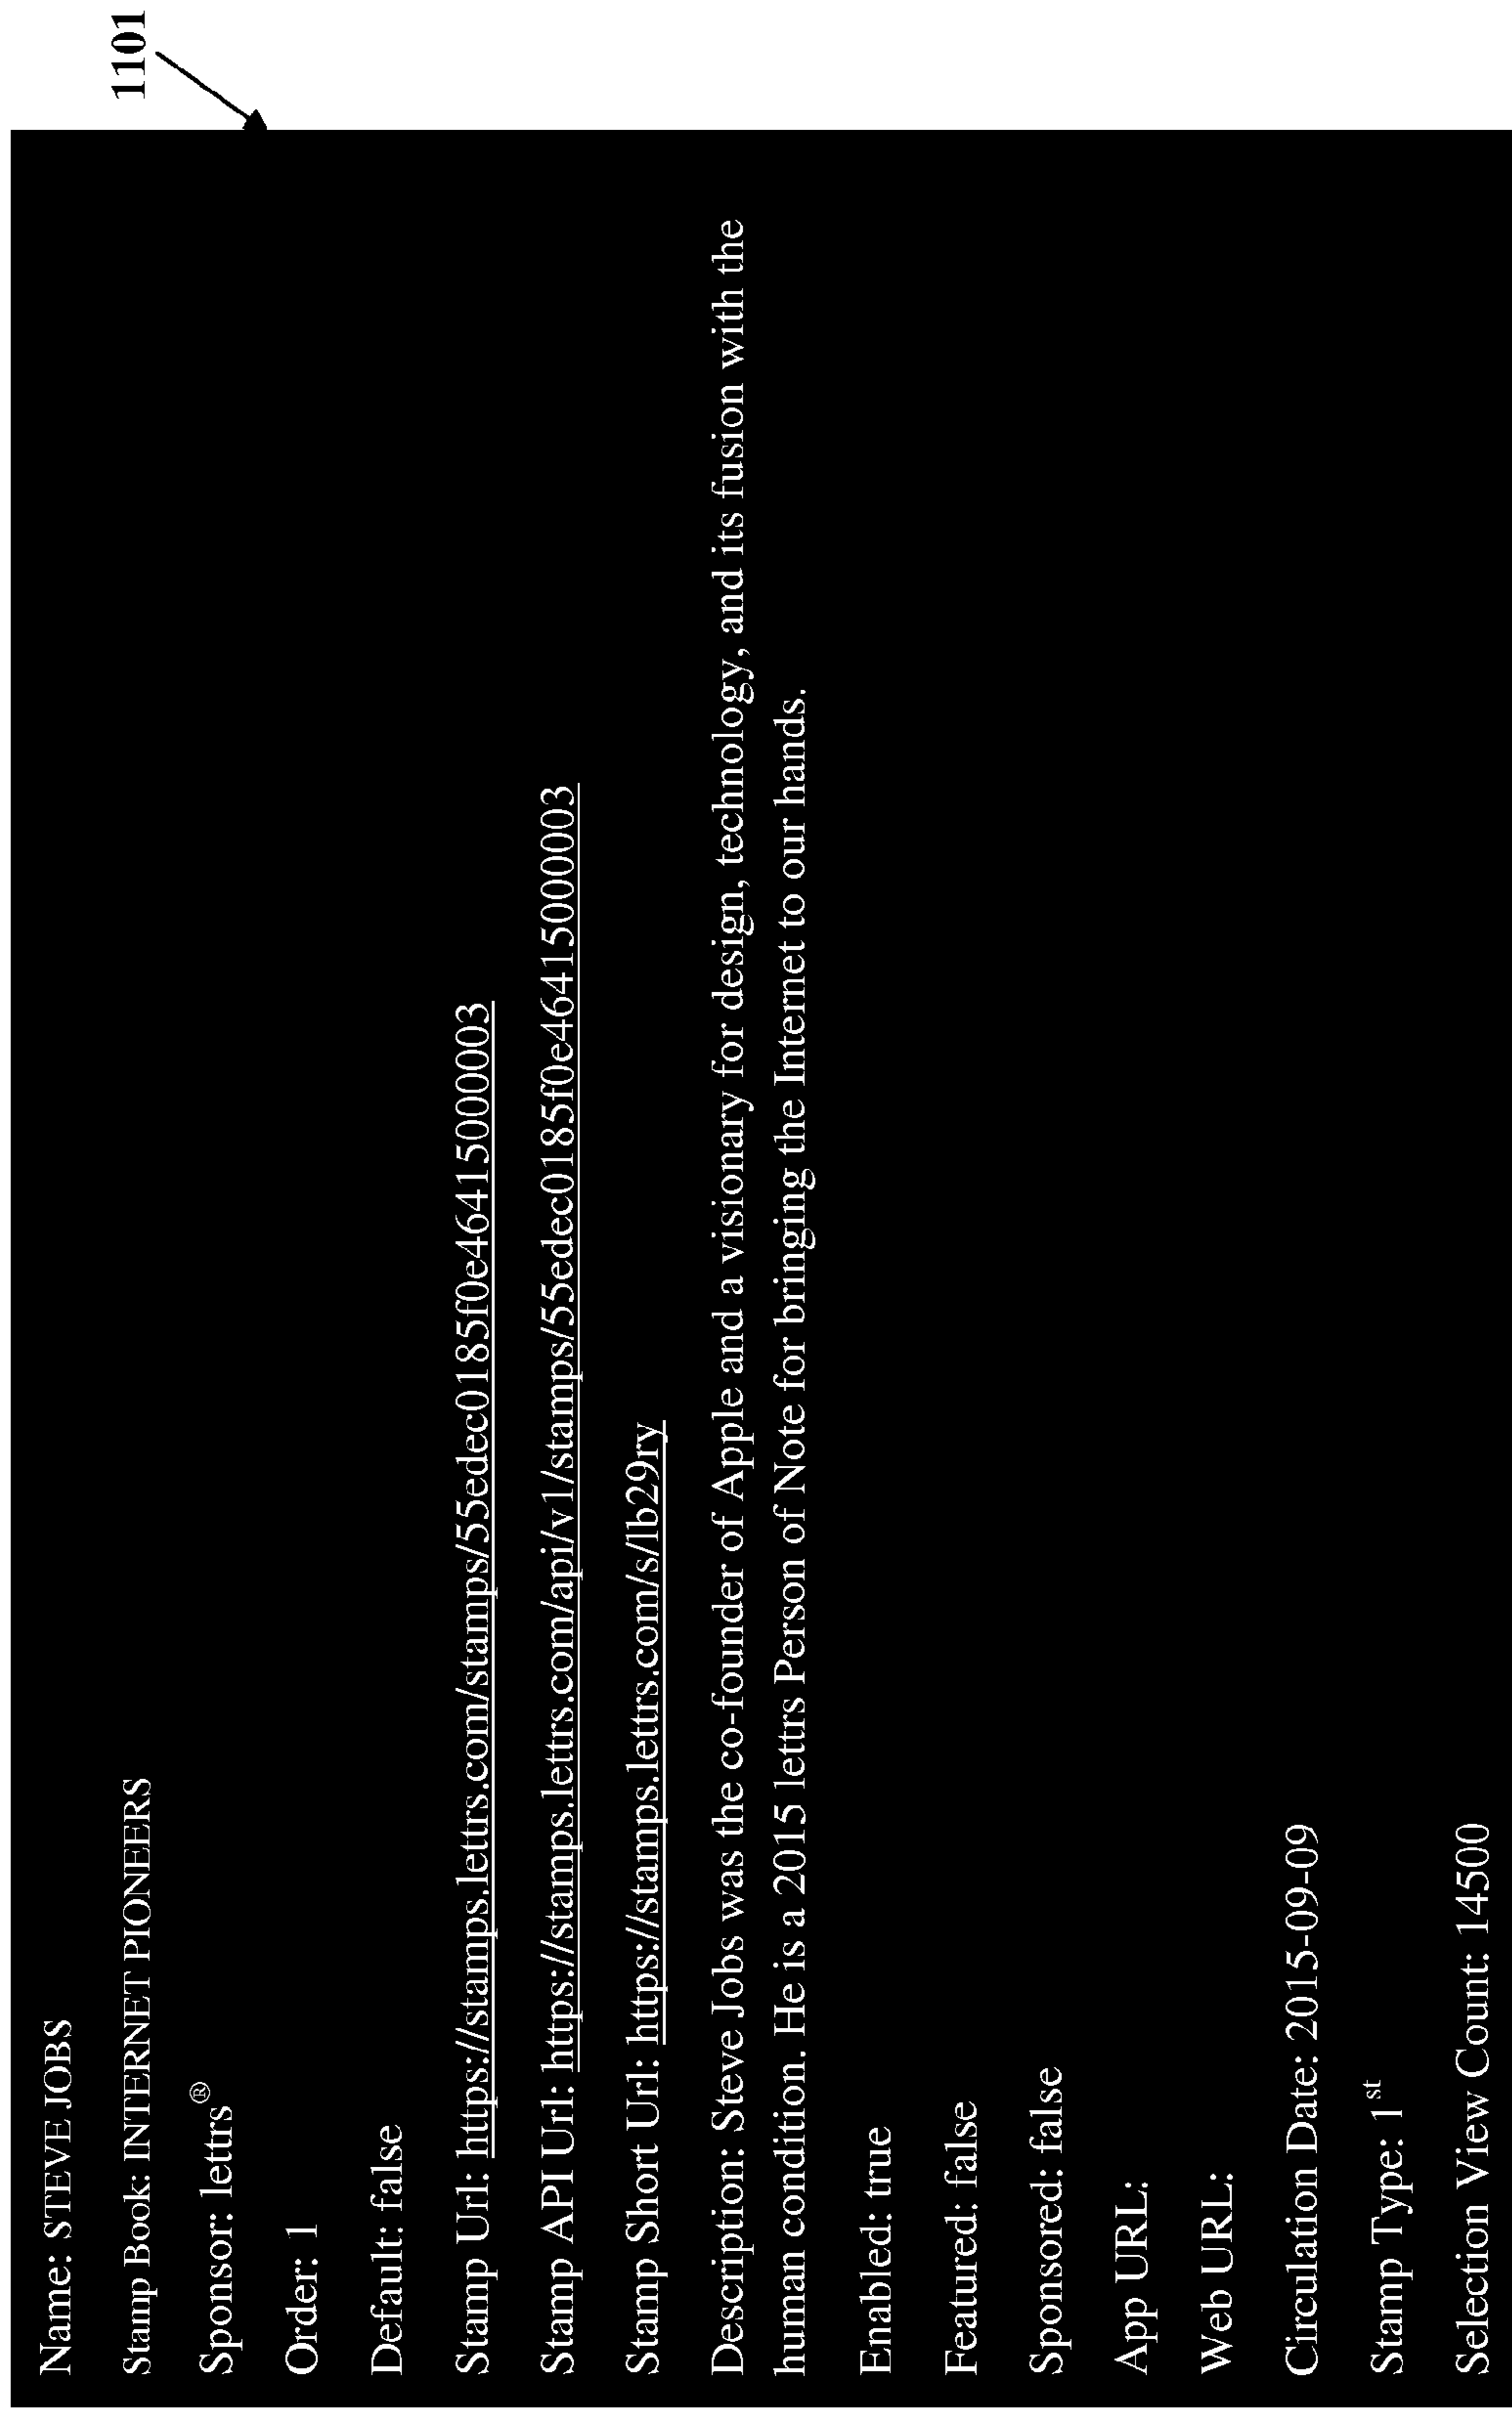 1101
Name: STEVE JOBS
Stamp Book: INTERNET PIONEERS
Sponsor: lettrs®
Order: 1
Default: false
Stamp Url: https://stamps.lettrs.com/stamps/55edec0185f0e46415000003
Stamp API Url: https://stamps.lettrs.com/api/v1/stamps/55edec0185f0e46415000003
Stamp Short Url: https://stamps.lettrs.com/s/lb29ry
Description: Steve Jobs was the co-founder of Apple and a visionary for design, technology, and its fusion with the
human condition. He is a 2015 lettrs Person of Note for bringing the Internet to our hands.
Enabled: true
Featured: false
Sponsored: false
App URL:
Web URL:
Circulation Date: 2015-09-09
Stamp Type: 1st
Selection View Count: 14500